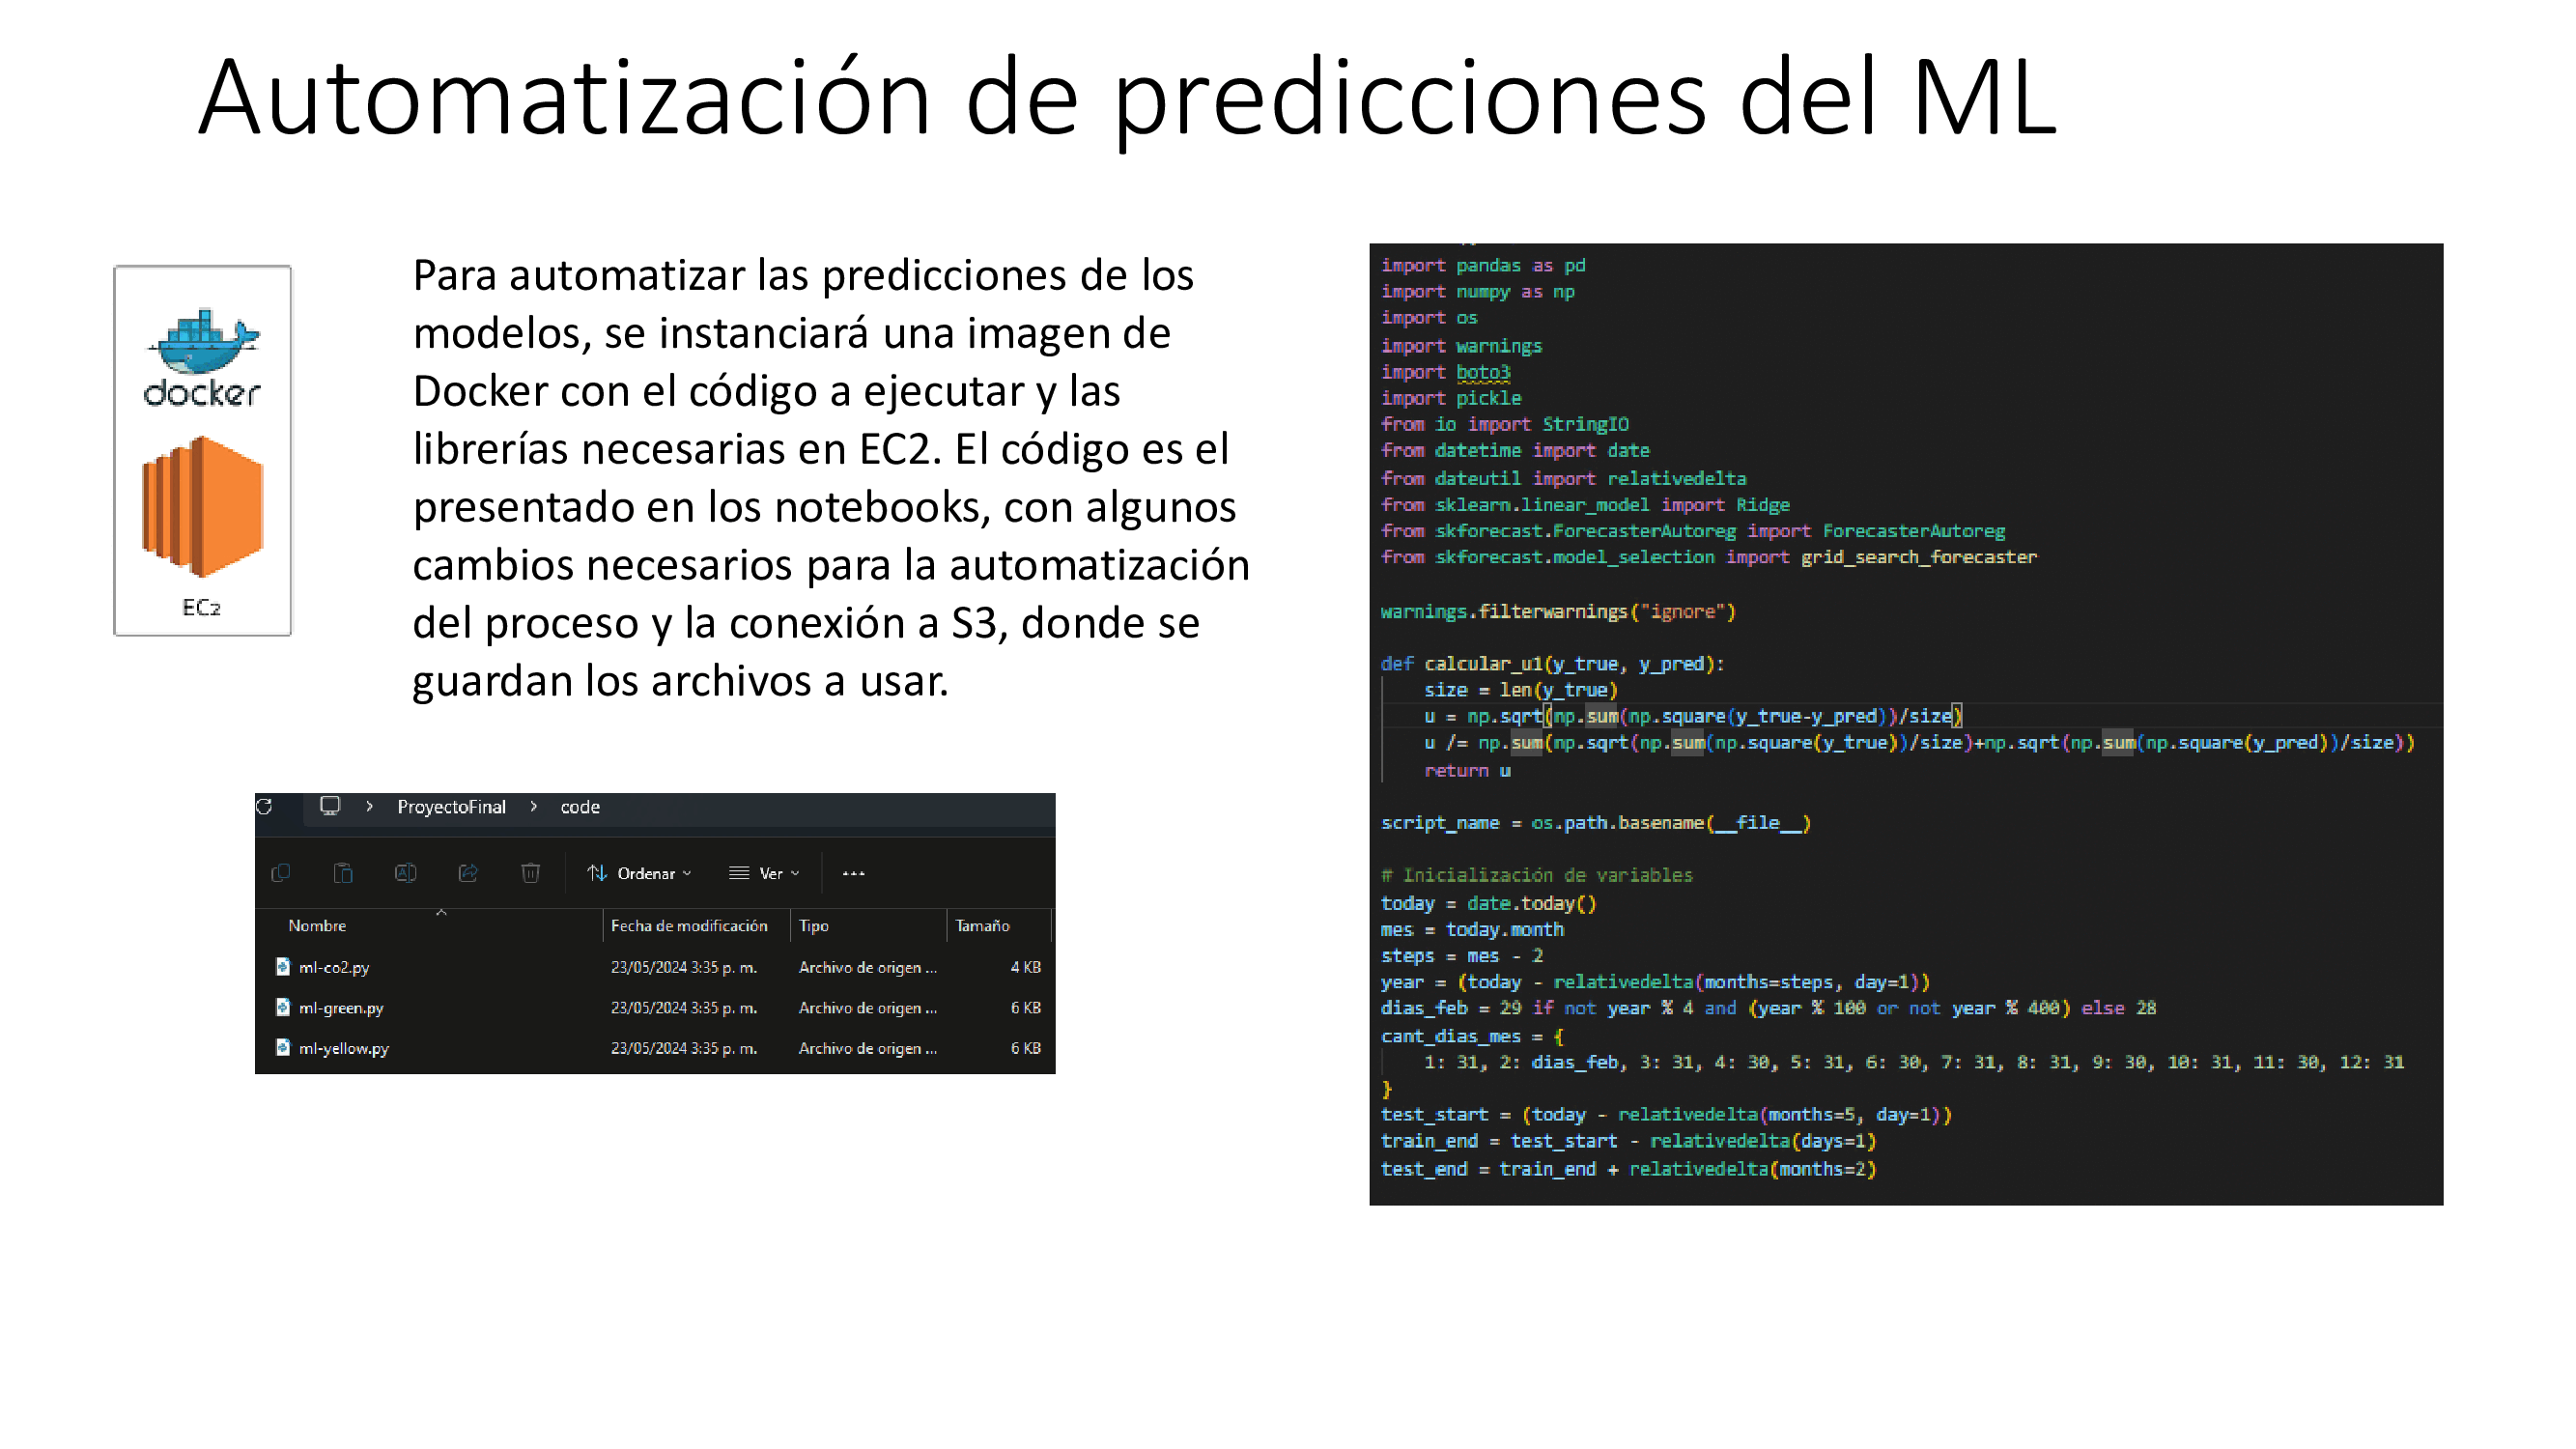 Automatización de predicciones del ML
docker
EC2
Para automatizar las predicciones de los
modelos, se instanciará una imagen de
Docker con el código a ejecutar y las
librerías necesarias en EC2. El código es el
presentado en los notebooks, con algunos
cambios necesarios para la automatización
del proceso y la conexión a S3, donde se
guardan los archivos a usar.
ProyectoFinal > code
Ordenar Ver ...
Nombre Fecha de modificación Tipo Tamaño
ml-co2.py 23/05/2024 3:35 p. m. Archivo de origen ... 4 KB
ml-green.py 23/05/2024 3:35 p. m. Archivo de origen ... 6 KB
ml-yellow.py 23/05/2024 3:35 p. m. Archivo de origen ... 6 KB
import pandas as pd
import numpy as np
import os
import warnings
import boto3
import pickle
from io import StringIO
from datetime import date
from dateutil import relativedelta
from sklearn.linear_model import Ridge
from skforecast.ForecasterAutoreg import ForecasterAutoreg
from skforecast.model_selection import grid_search_forecaster
warnings.filterwarnings("ignore")
def calcular_u1(y_true, y_pred):
    size = len(y_true)
    u = np.sqrt(np.sum(np.square(y_true-y_pred))/size)
    u /= np.sum(np.sqrt(np.sum(np.square(y_true))/size)+np.sqrt(np.sum(np.square(y_pred))/size))
    return u
script_name = os.path.basename(__file__)
# Inicialización de variables
today = date.today()
mes = today.month
steps = mes - 2
year = (today - relativedelta(months=steps, day=1))
dias_feb = 29 if not year % 4 and (year % 100 or not year % 400) else 28
cant_dias_mes = {
    1: 31, 2: dias_feb, 3: 31, 4: 30, 5: 31, 6: 30, 7: 31, 8: 31, 9: 30, 10: 31, 11: 30, 12: 31
}
test_start = (today - relativedelta(months=5, day=1))
train_end = test_start - relativedelta(days=1)
test_end = train_end + relativedelta(months=2)